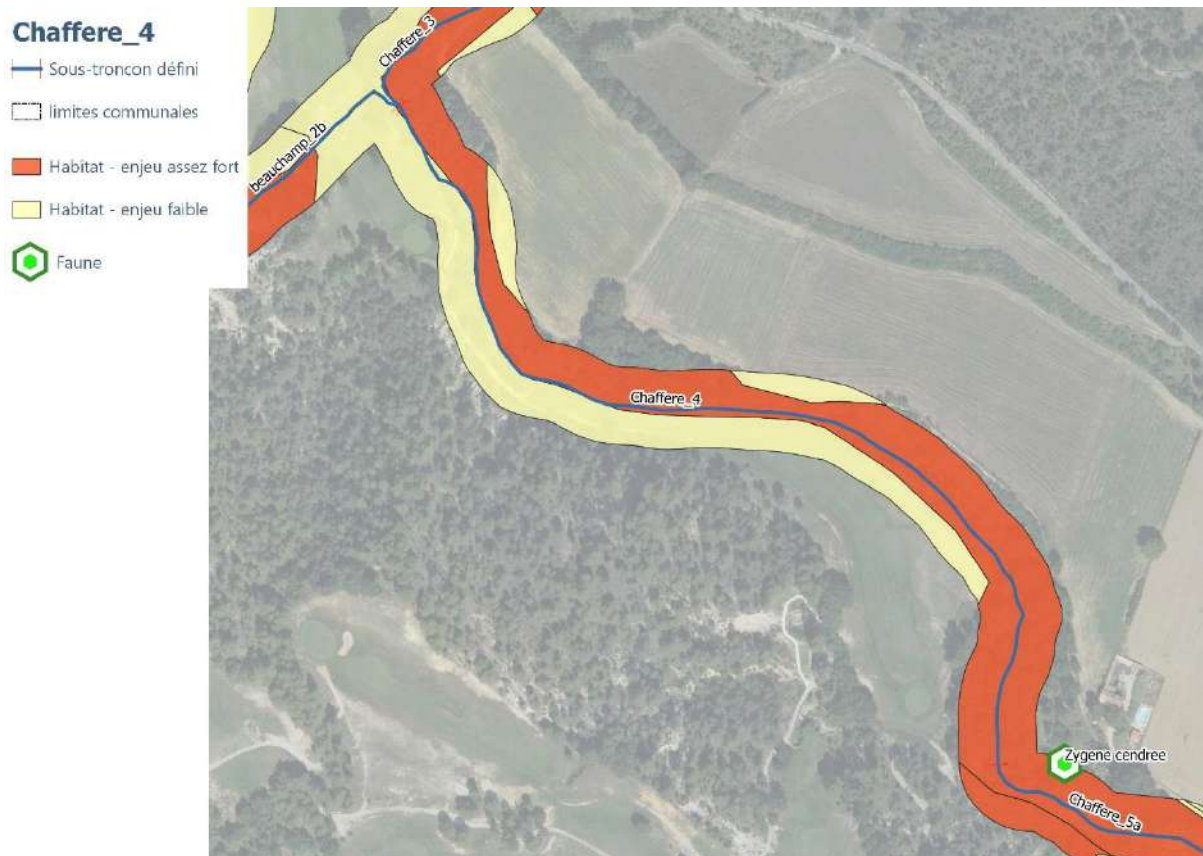 Chaffere_4
Sous-troncon défini
limites communales
Habitat - enjeu assez fort
Habitat - enjeu faible
Faune
Chaffere_3
beauchamp_2b
Chaffere_4
Zygene cendree
Chaffere_5a